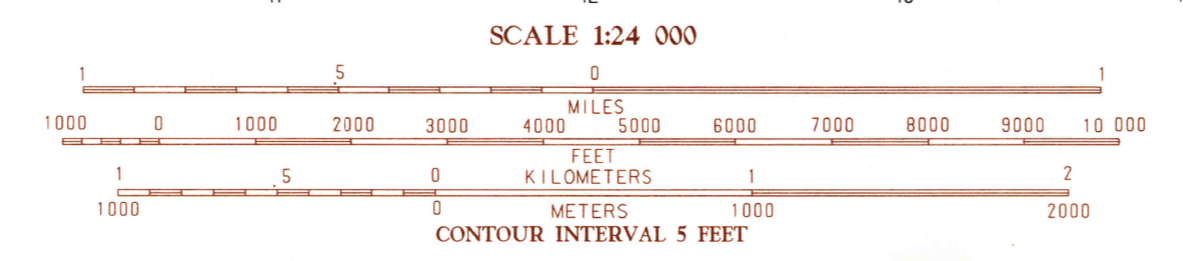 SCALE 1:24 000
1 .5 0 1
MILES
1000 0 1000 2000 3000 4000 5000 6000 7000 8000 9000 10 000
FEET
1 .5 0 KILOMETERS 1 2
1000 0 METERS 1000 2000
CONTOUR INTERVAL 5 FEET